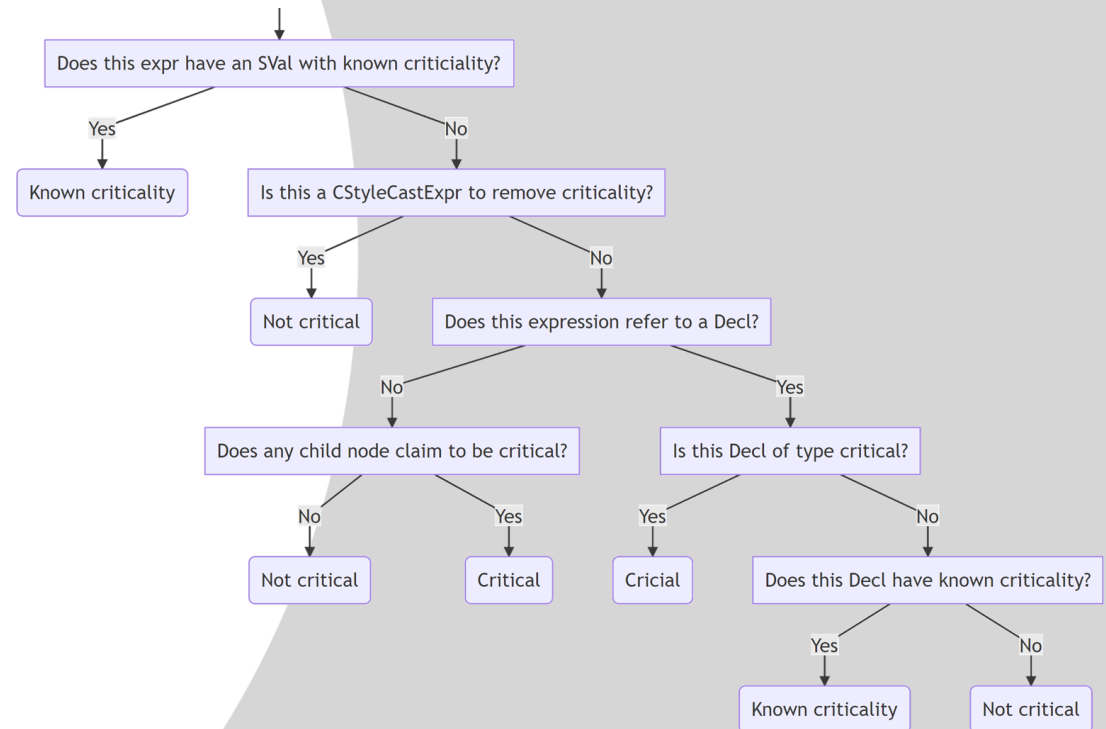 Does this expr have an SVal with known criticiality?
Yes
No
Known criticality
Is this a CStyleCastExpr to remove criticality?
Yes
No
Not critical
Does this expression refer to a Decl?
No
Yes
Does any child node claim to be critical?
Is this Decl of type critical?
No
Yes
Yes
No
Not critical
Critical
Cricial
Does this Decl have known criticality?
Yes
No
Known criticality
Not critical